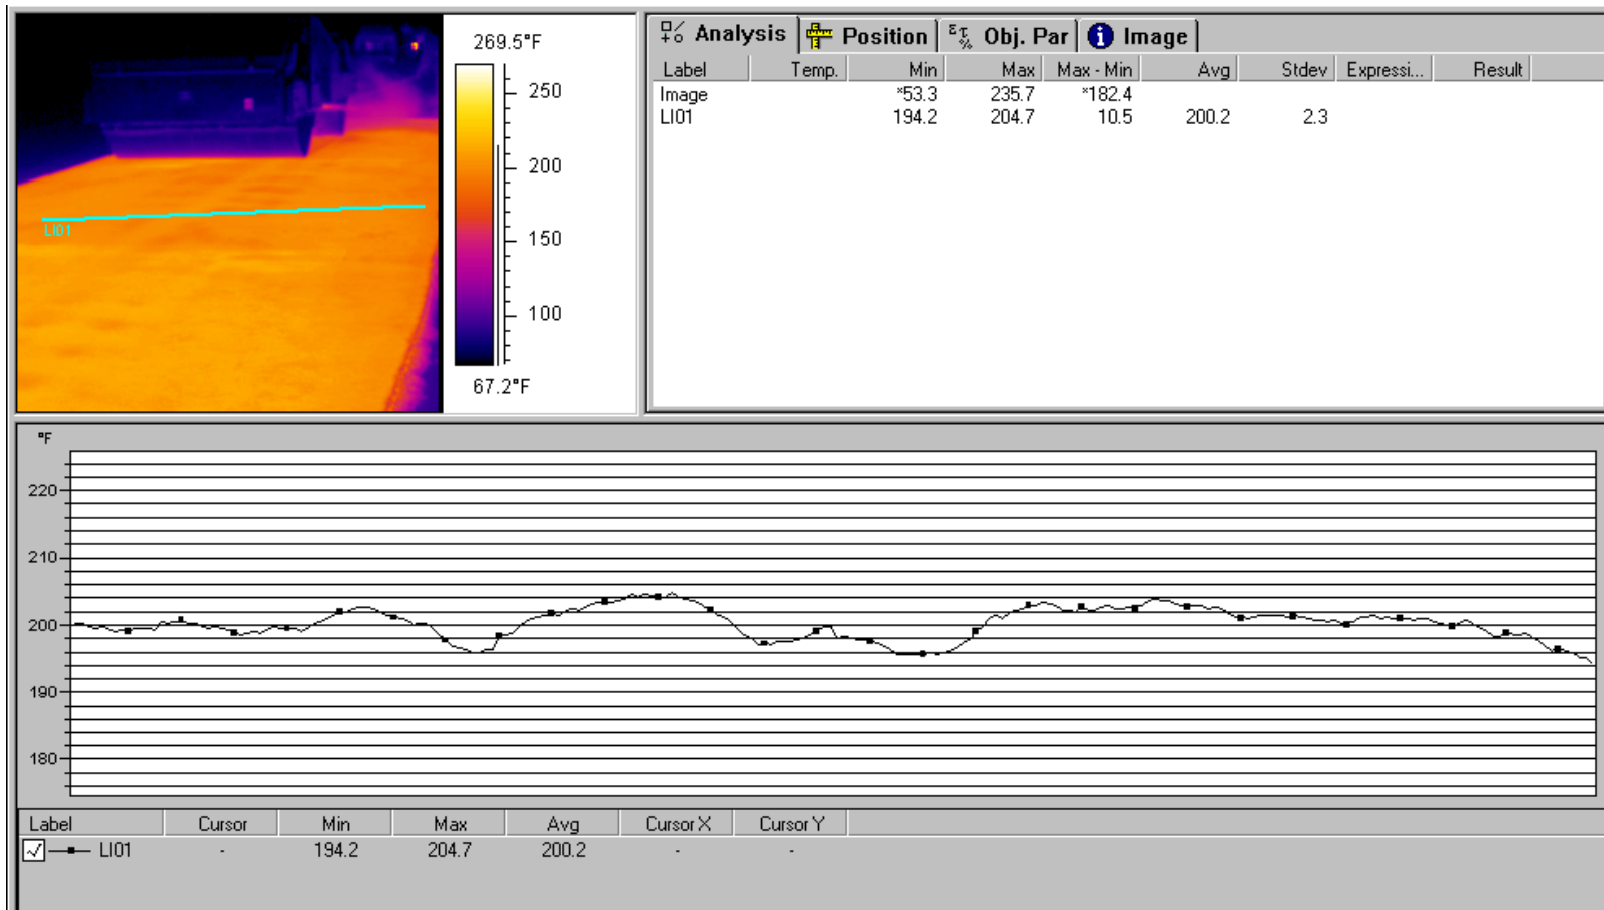 269.5°F
250
200
150
100
67.2°F
LI01
Analysis Position Obj. Par Image
Label Temp. Min Max Max - Min Avg Stdev Expressi... Result
Image *53.3 235.7 *182.4
LI01 194.2 204.7 10.5 200.2 2.3
°F
220
210
200
190
180
Label Cursor Min Max Avg Cursor X Cursor Y
LI01 - 194.2 204.7 200.2 - -